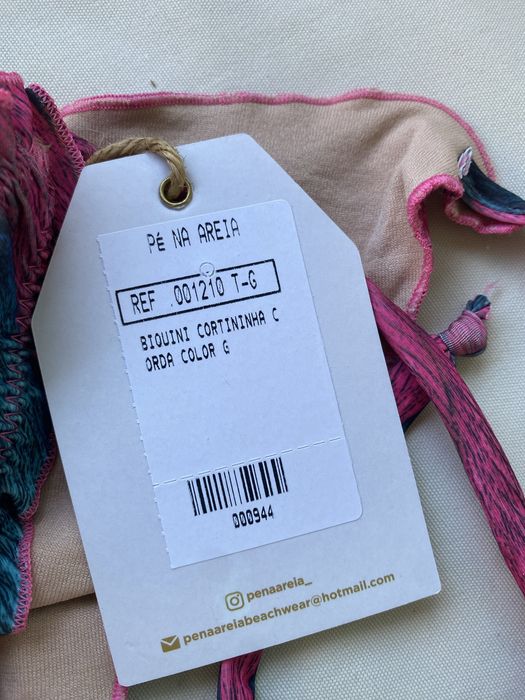 PÉ NA AREIA
REF .001210 T-G
BIQUINI CORTININHA C
ORDA COLOR G
000944
penaareia_
penaareiabeachwear@hotmail.com